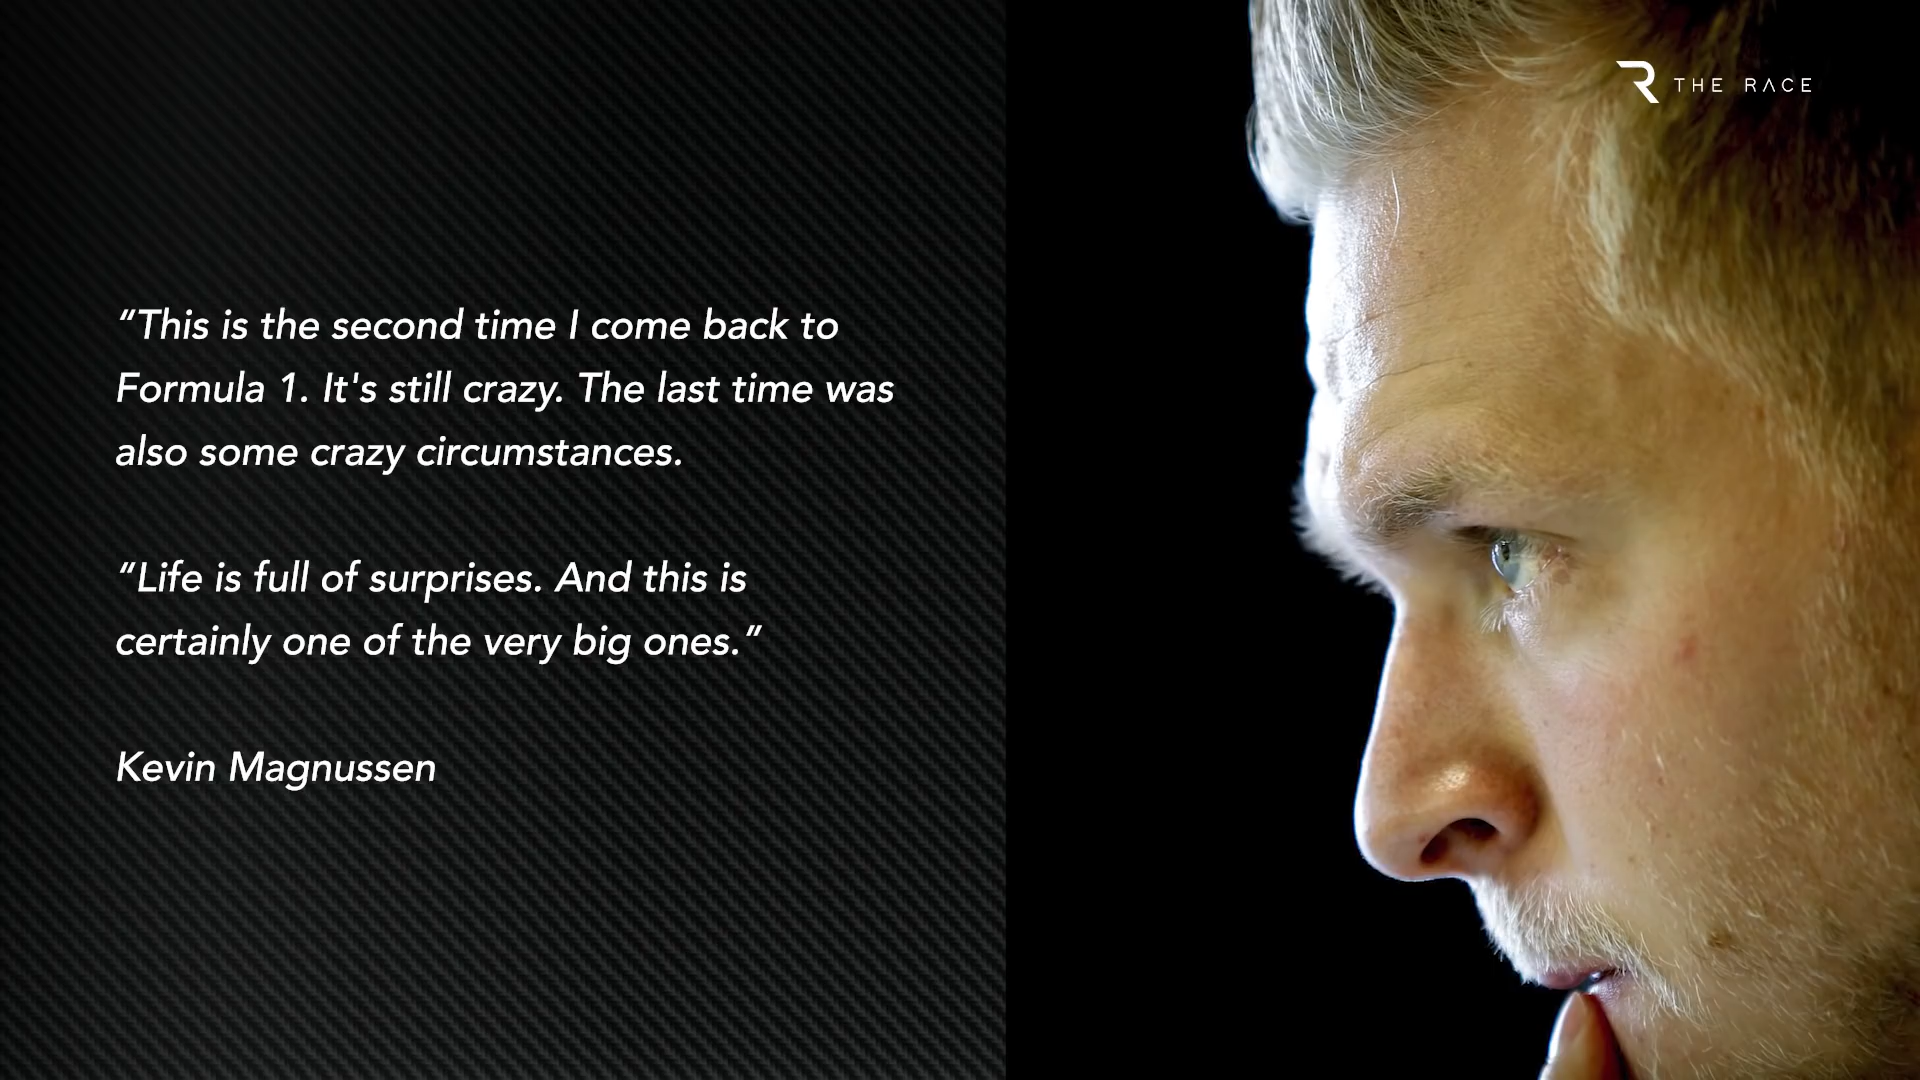 THE RACE
“This is the second time I come back to
Formula 1. It's still crazy. The last time was
also some crazy circumstances.
“Life is full of surprises. And this is
certainly one of the very big ones.”
Kevin Magnussen